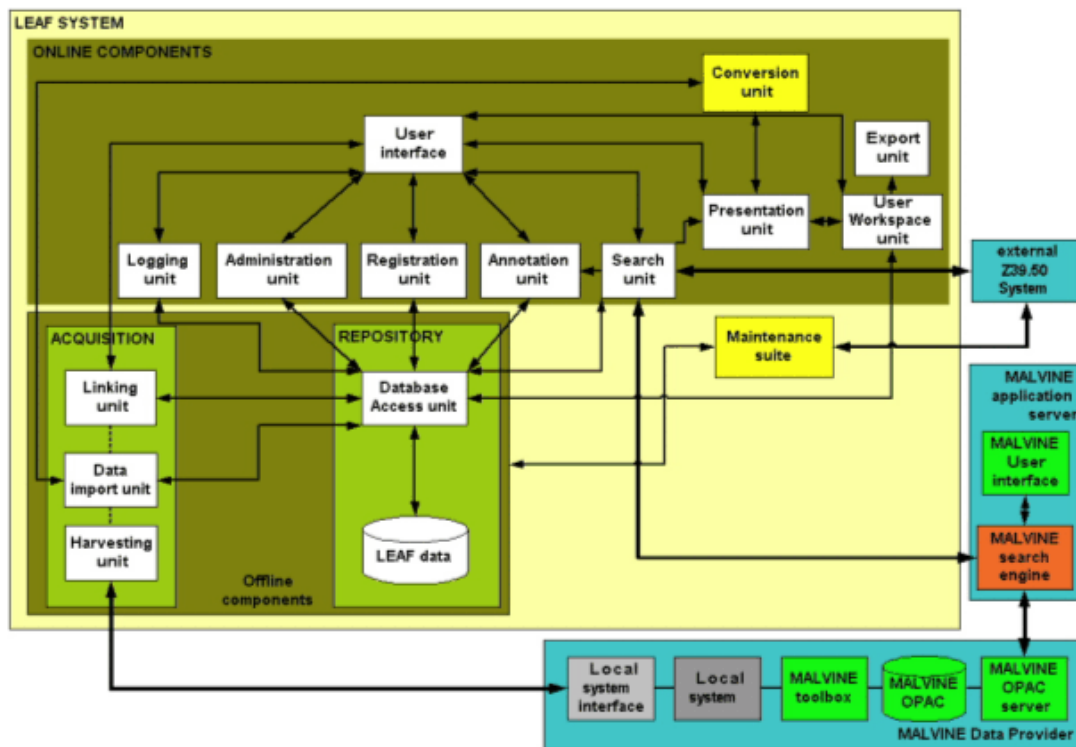 LEAF SYSTEM
ONLINE COMPONENTS
Conversion
unit
User
interface
Export
unit
Presentation
unit
User
Workspace
unit
Logging
unit
Administration
unit
Registration
unit
Annotation
unit
Search
unit
external
Z39.50
System
ACQUISITION
REPOSITORY
Maintenance
suite
Linking
unit
Database
Access unit
MALVINE
application
server
MALVINE
User
interface
Data
import unit
Harvesting
unit
LEAF data
MALVINE
search
engine
Offline
components
Local
system
interface
Local
system
MALVINE
toolbox
MALVINE
OPAC
MALVINE
OPAC
server
MALVINE Data Provider